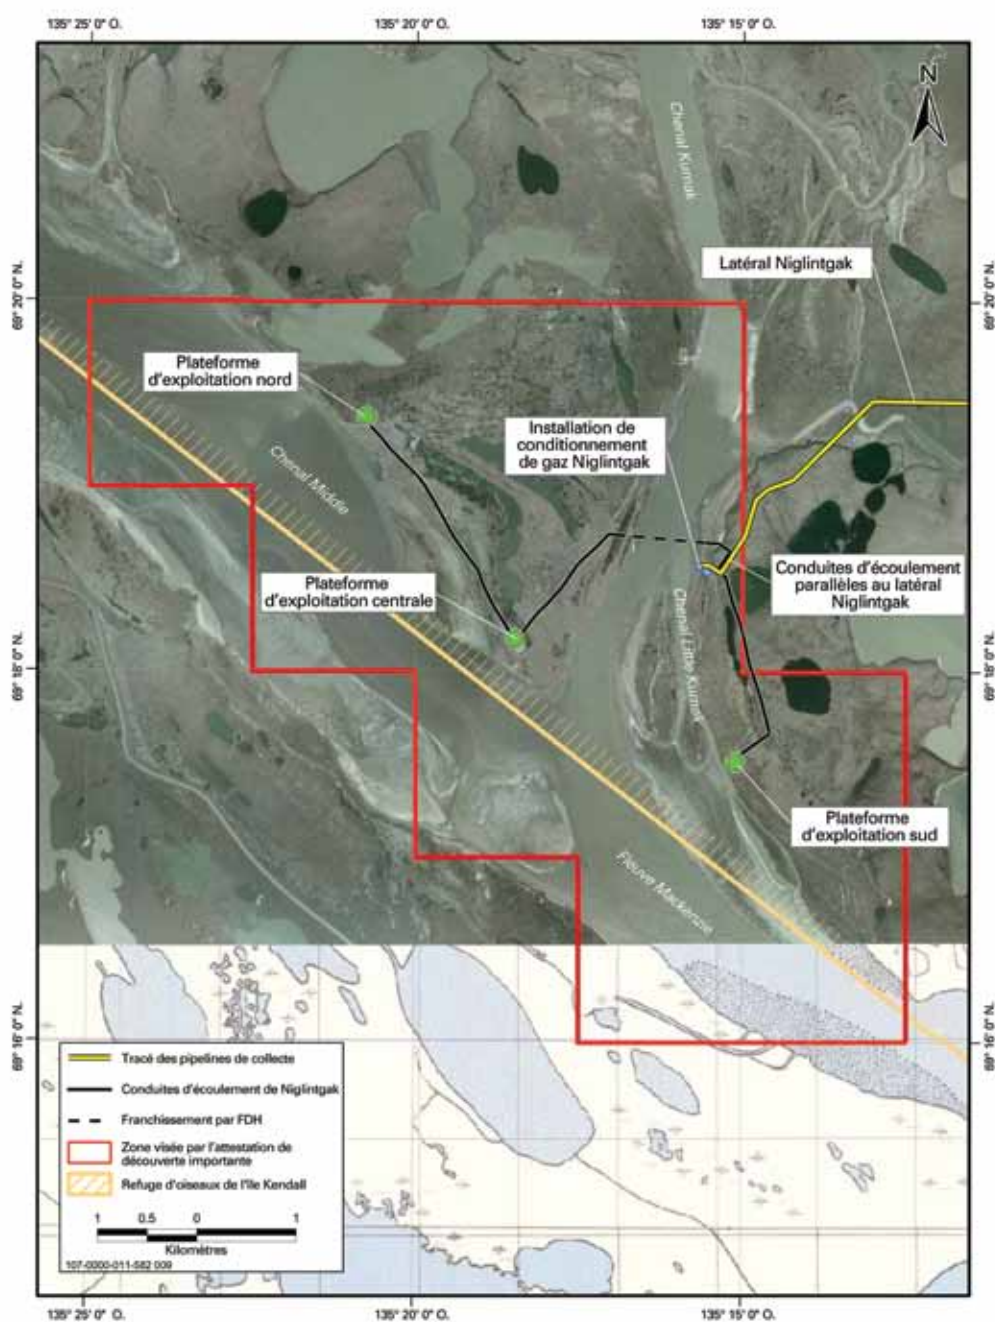 135° 25' 0" O.
135° 20' 0" O.
135° 15' 0" O.
N
Chenal Kumak
Latéral Niglintgak
69° 20' 0" N.
69° 20' 0" N.
Plateforme
d'exploitation nord
Installation de
conditionnement
de gaz Niglintgak
Chenal Middle
Plateforme
d'exploitation centrale
Conduites d'écoulement
parallèles au latéral
Niglintgak
Chenal Little Kumak
69° 18' 0" N.
69° 18' 0" N.
Plateforme
d'exploitation sud
Fleuve Mackenzie
69° 16' 0" N.
69° 16' 0" N.
Tracé des pipelines de collecte
Conduites d'écoulement de Niglintgak
Franchissement par FDH
Zone visée par l'attestation de
découverte importante
Refuge d'oiseaux de l'île Kendall
1 0.5 0 1
Kilomètres
107-0000-011-582 009
135° 25' 0" O.
135° 20' 0" O.
135° 15' 0" O.